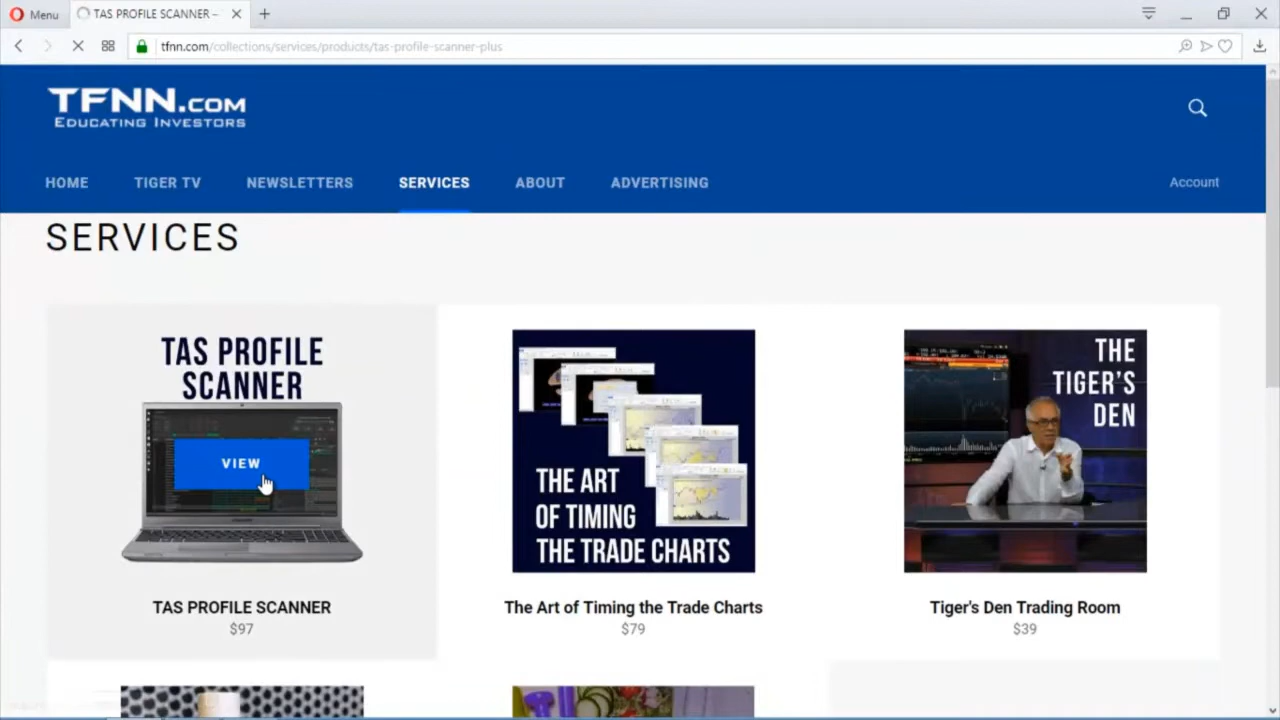 Menu
TAS PROFILE SCANNER –
tfnn.com/collections/services/products/tas-profile-scanner-plus
TFNN.COM
EDUCATING INVESTORS
HOME
TIGER TV
NEWSLETTERS
SERVICES
ABOUT
ADVERTISING
Account
SERVICES
TAS PROFILE
SCANNER
VIEW
THE ART
OF TIMING
THE TRADE CHARTS
THE
TIGER'S
DEN
TAS PROFILE SCANNER
$97
The Art of Timing the Trade Charts
$79
Tiger's Den Trading Room
$39